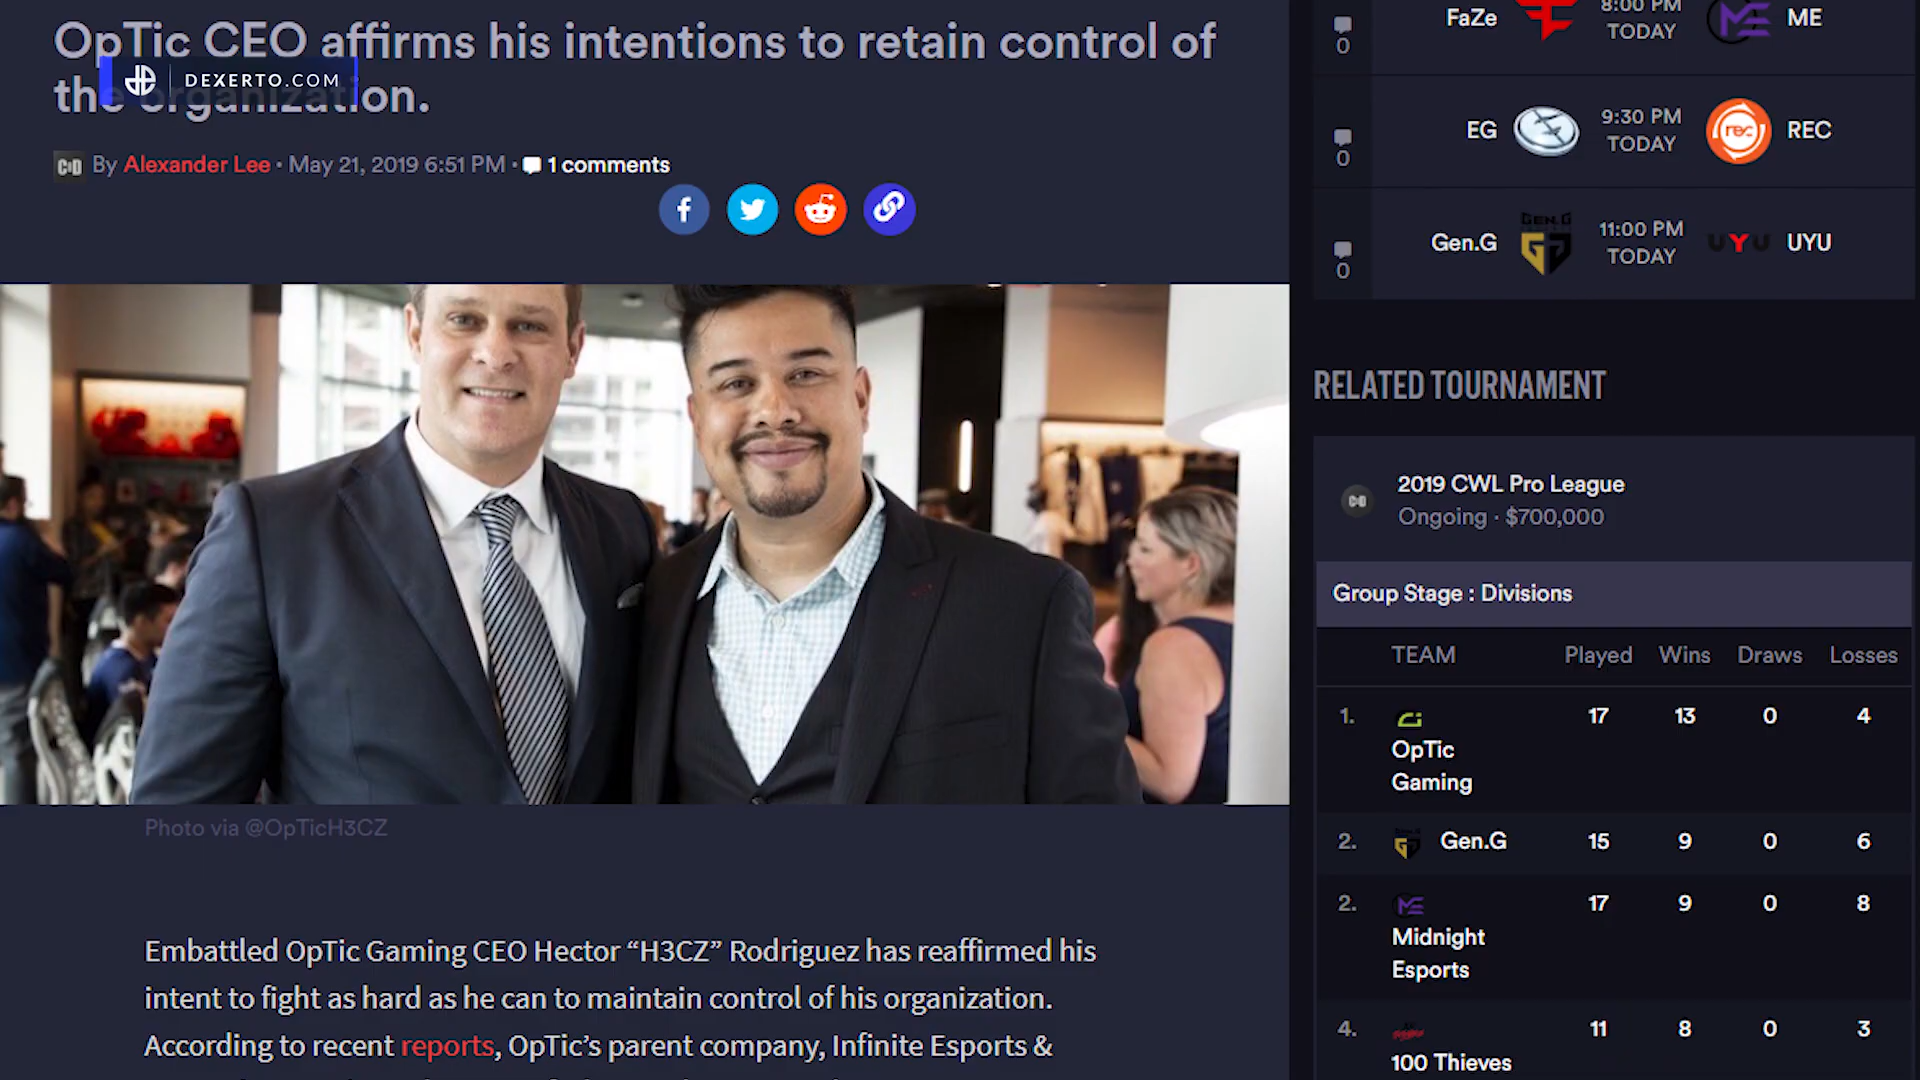 OpTic CEO affirms his intentions to retain control of
the organization.
DEXERTO.COM
By Alexander Lee · May 21, 2019 6:51 PM · 1 comments
Photo via @OpTicH3CZ
Embattled OpTic Gaming CEO Hector “H3CZ” Rodriguez has reaffirmed his
intent to fight as hard as he can to maintain control of his organization.
According to recent reports, OpTic’s parent company, Infinite Esports &
0 FaZe 8:00 PM TODAY ME
0 EG 9:30 PM TODAY rec REC
0 Gen.G GEN.G 11:00 PM TODAY UYU UYU
RELATED TOURNAMENT
2019 CWL Pro League
Ongoing · $700,000
Group Stage : Divisions
TEAM Played Wins Draws Losses
1. OpTic Gaming 17 13 0 4
2. Gen.G 15 9 0 6
2. Midnight Esports 17 9 0 8
4. 100 Thieves 11 8 0 3